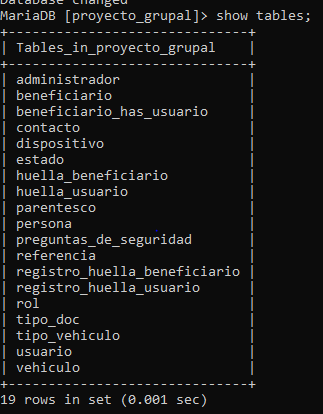 Database changed
MariaDB [proyecto_grupal]> show tables;
+------------------------------+
| Tables_in_proyecto_grupal    |
+------------------------------+
| administrador                |
| beneficiario                 |
| beneficiario_has_usuario     |
| contacto                     |
| dispositivo                  |
| estado                       |
| huella_beneficiario          |
| huella_usuario               |
| parentesco                   |
| persona                      |
| preguntas_de_seguridad       |
| referencia                   |
| registro_huella_beneficiario |
| registro_huella_usuario      |
| rol                          |
| tipo_doc                     |
| tipo_vehiculo                |
| usuario                      |
| vehiculo                     |
+------------------------------+
19 rows in set (0.001 sec)